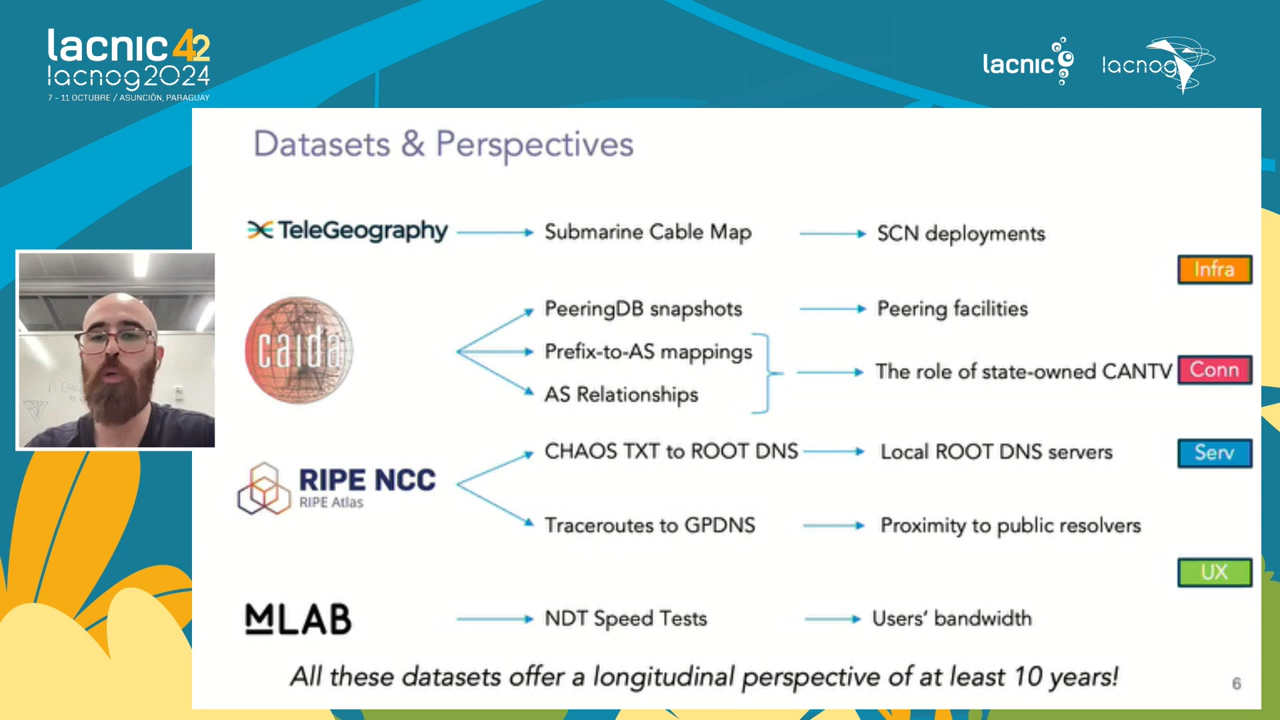 lacnic 42
lacnog2024
7 - 11 OCTUBRE / ASUNCIÓN, PARAGUAY
lacnic
lacnog
Datasets & Perspectives
TeleGeography
Submarine Cable Map
SCN deployments
Infra
caida
PeeringDB snapshots
Peering facilities
Prefix-to-AS mappings
The role of state-owned CANTV
Conn
AS Relationships
CHAOS TXT to ROOT DNS
Local ROOT DNS servers
Serv
RIPE NCC
RIPE Atlas
Traceroutes to GPDNS
Proximity to public resolvers
UX
MLAB
NDT Speed Tests
Users’ bandwidth
All these datasets offer a longitudinal perspective of at least 10 years!
6